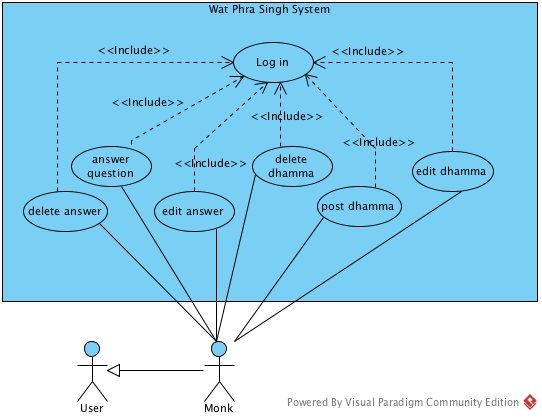 Wat Phra Singh System
<<Include>>
<<Include>>
Log in
<<Include>>
<<Include>>
<<Include>>
<<Include>>
answer
question
delete
dhamma
edit dhamma
delete answer
edit answer
post dhamma
User
Monk
Powered By Visual Paradigm Community Edition